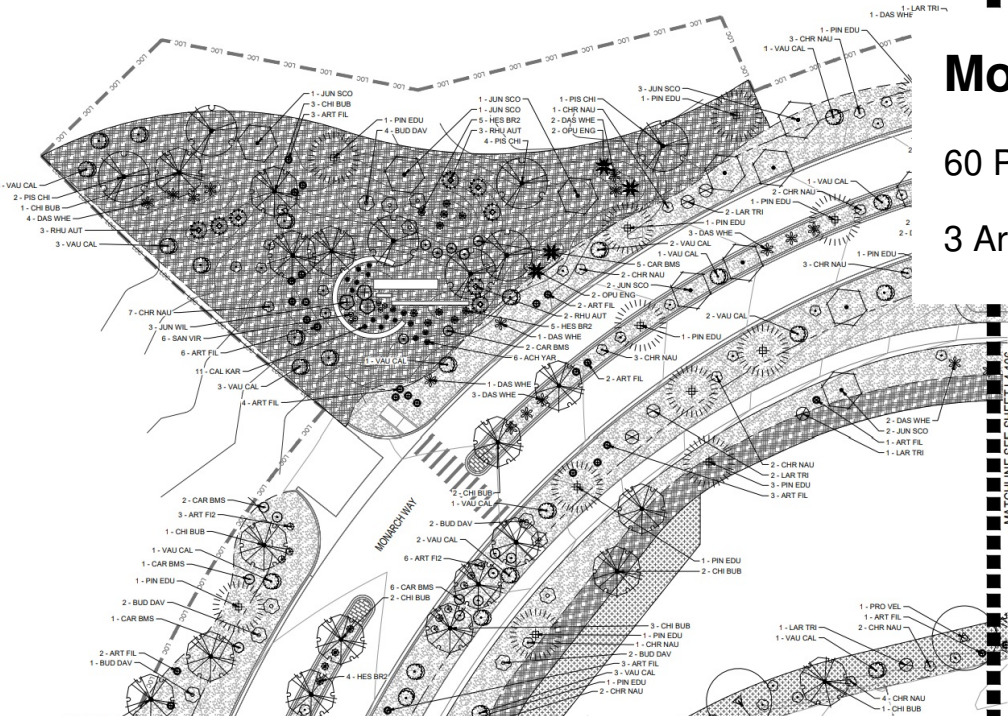 1 - LAR TRI
1 - DAS WHE
1 - PIN EDU
3 - CHR NAU
1 - VAU CAL
Mo
60 P
3 Ar
LOC LOC LOC LOC LOC LOC LOC LOC
1 - JUN SCO
3 - CHI BUB
3 - ART FIL
1 - PIN EDU
4 - BUD DAV
1 - JUN SCO
1 - JUN SCO
5 - HES BR2
3 - RHU AUT
4 - PIS CHI
1 - PIS CHI
1 - CHR NAU
2 - DAS WHE
2 - OPU ENG
3 - JUN SCO
1 - PIN EDU
- VAU CAL
2 - PIS CHI
1 - CHI BUB
4 - DAS WHE
3 - RHU AUT
3 - VAU CAL
1 - VAU CAL
2 - CHR NAU
1 - PIN EDU
2 - LAR TRI
1 - PIN EDU
3 - DAS WHE
2 - VAU CAL
1 - VAU CAL
5 - CAR BMS
2 - CHR NAU
2 - JUN SCO
2 - OPU ENG
2 - ART FIL
2 - RHU AUT
5 - HES BR2
1 - DAS WHE
2 - CAR BMS
6 - ACH YAR
1 - PIN EDU
3 - CHR NAU
2 - VAU CAL
1 - PIN EDU
3 - CHR NAU
2 - ART FIL
7 - CHR NAU
3 - JUN WIL
6 - SAN VIR
6 - ART FIL
11 - CAL KAR
3 - VAU CAL
4 - ART FIL
1 - VAU CAL
1 - DAS WHE
3 - DAS WHE
2 - DAS WHE
2 - JUN SCO
1 - ART FIL
1 - LAR TRI
2 - CHR NAU
2 - LAR TRI
3 - PIN EDU
3 - ART FIL
MATCHLINE SEE SHEET
MONARCH WAY
2 - CHI BUB
1 - VAU CAL
2 - BUD DAV
2 - VAU CAL
6 - ART FI2
6 - CAR BMS
2 - CHI BUB
2 - CAR BMS
3 - ART FI2
1 - CHI BUB
1 - VAU CAL
1 - CAR BMS
1 - PIN EDU
2 - BUD DAV
1 - CAR BMS
2 - ART FIL
1 - BUD DAV
4 - HES BR2
1 - PIN EDU
2 - CHI BUB
3 - CHI BUB
1 - PIN EDU
1 - CHR NAU
2 - BUD DAV
3 - ART FIL
3 - VAU CAL
1 - PIN EDU
2 - CHR NAU
1 - PRO VEL
1 - ART FIL
2 - CHR NAU
1 - LAR TRI
1 - VAU CAL
4 - CHR NAU
1 - CHI BUB